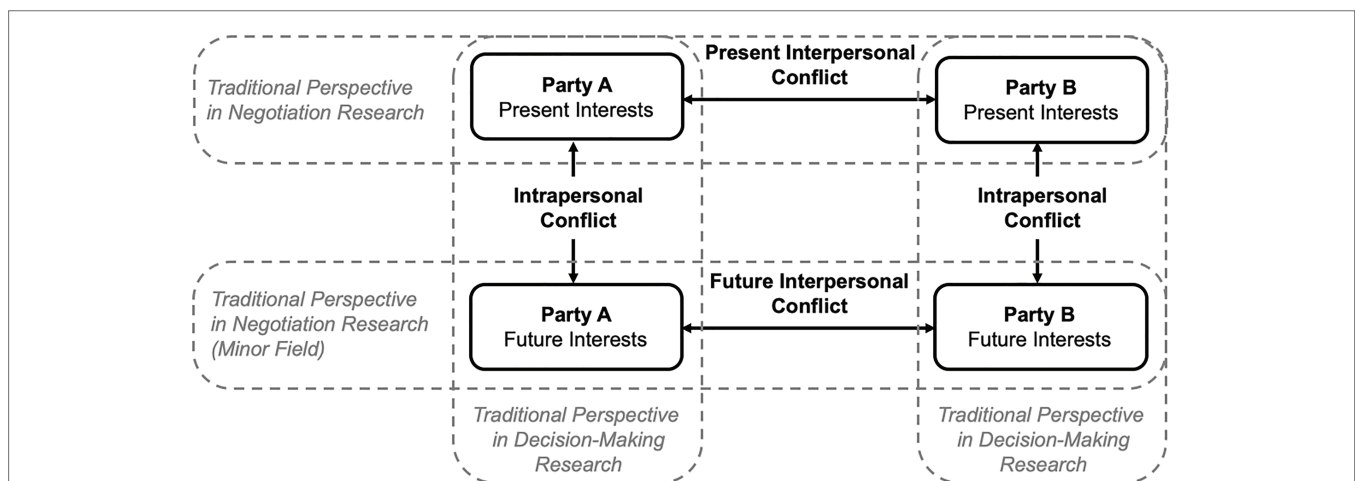 Traditional Perspective
in Negotiation Research
Party A
Present Interests
Present Interpersonal
Conflict
Party B
Present Interests
Intrapersonal
Conflict
Intrapersonal
Conflict
Traditional Perspective
in Negotiation Research
(Minor Field)
Party A
Future Interests
Future Interpersonal
Conflict
Party B
Future Interests
Traditional Perspective
in Decision-Making
Research
Traditional Perspective
in Decision-Making
Research